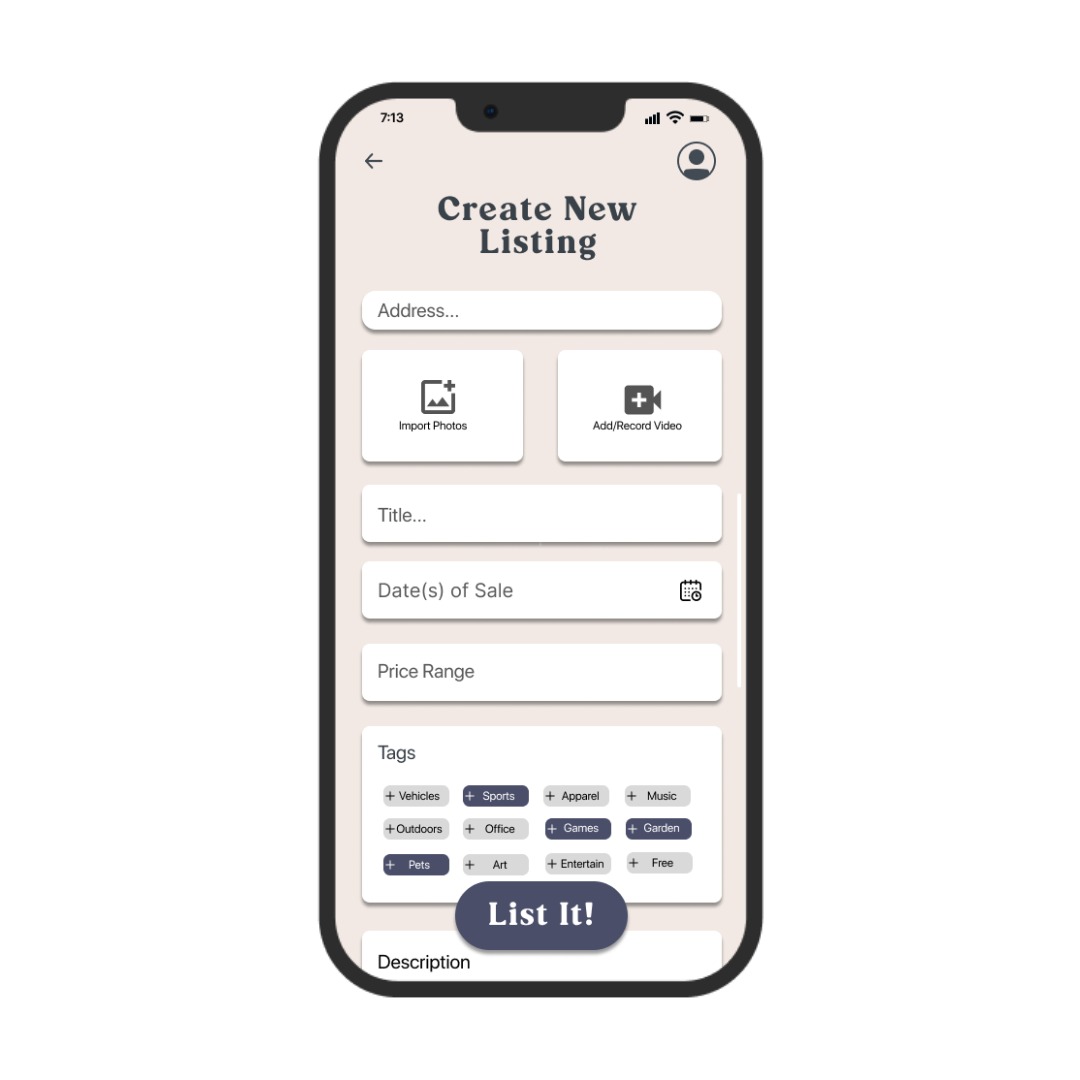 7:13
Create New
Listing
Address...
Import Photos
Add/Record Video
Title...
Date(s) of Sale
Price Range
Tags
+ Vehicles + Sports + Apparel + Music
+ Outdoors + Office + Games + Garden
+ Pets + Art + Entertain + Free
List It!
Description